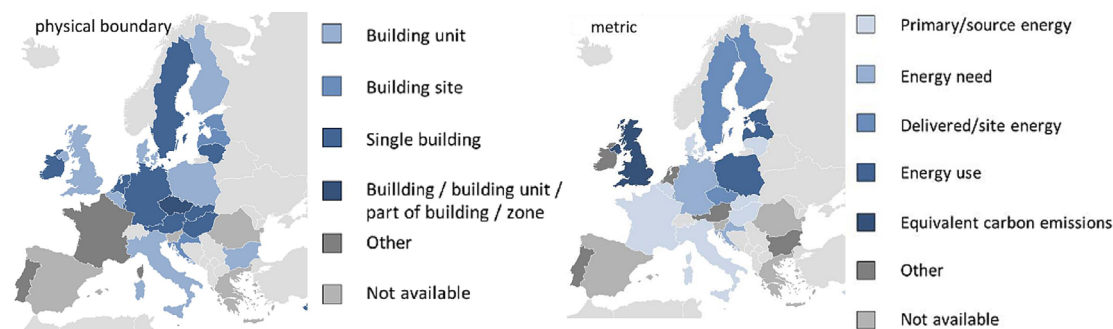 physical boundary
Building unit
Building site
Single building
Buillding / building unit /
part of building / zone
Other
Not available
metric
Primary/source energy
Energy need
Delivered/site energy
Energy use
Equivalent carbon emissions
Other
Not available